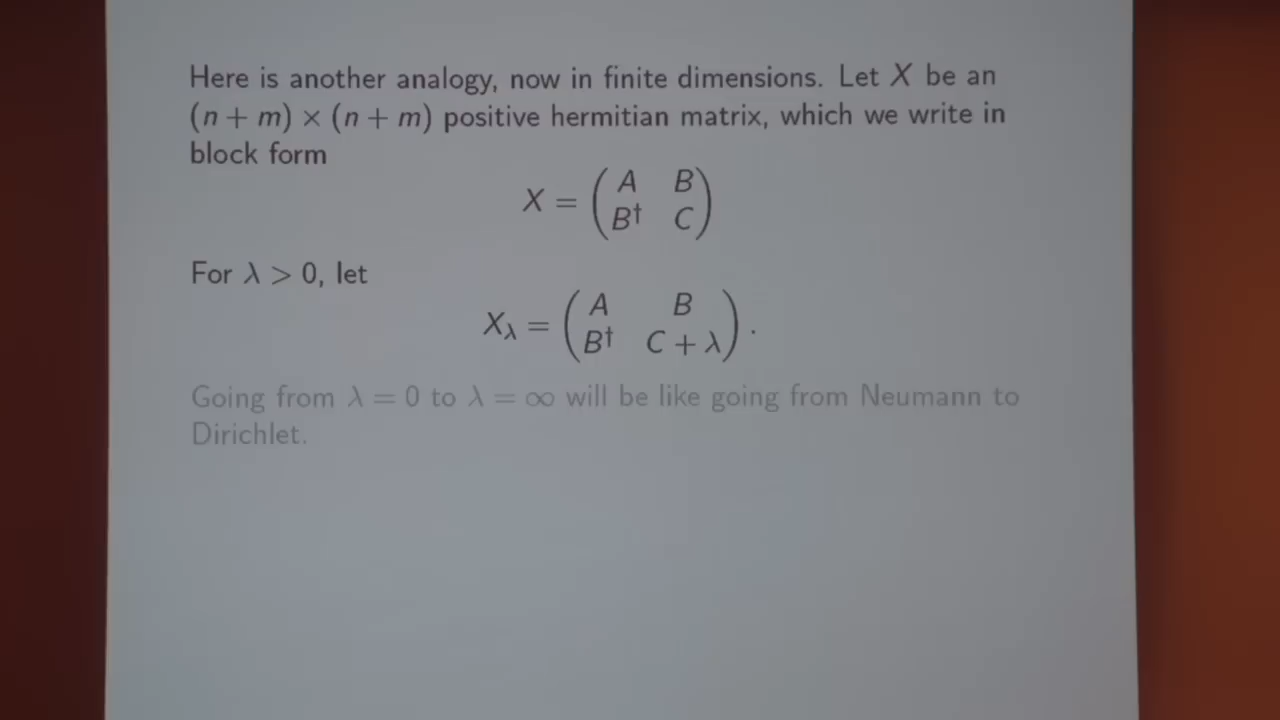 Here is another analogy, now in finite dimensions. Let X be an
(n + m) × (n + m) positive hermitian matrix, which we write in
block form
X = ( A B
B† C )
For λ > 0, let
Xλ = ( A B
B† C + λ ) .
Going from λ = 0 to λ = ∞ will be like going from Neumann to
Dirichlet.